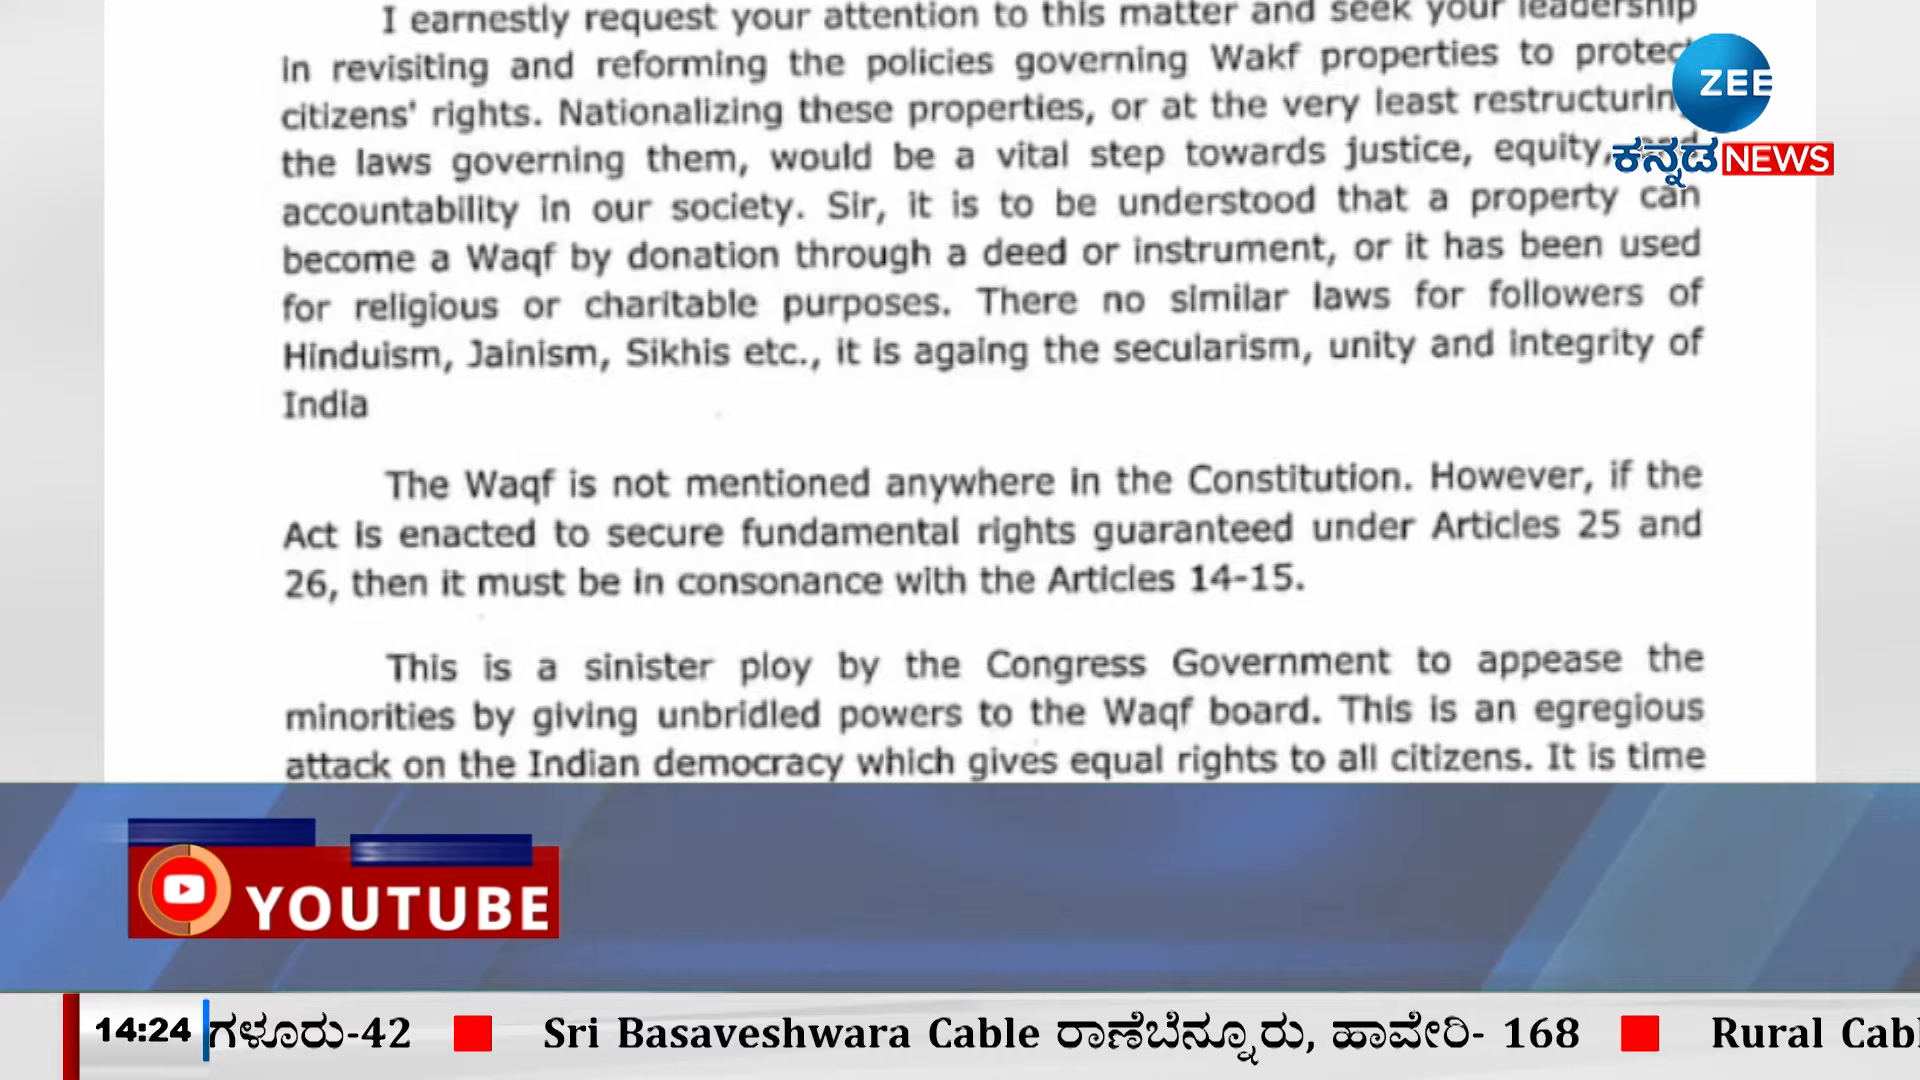 I earnestly request your attention to this matter and seek your leadership
in revisiting and reforming the policies governing Wakf properties to protect
citizens' rights. Nationalizing these properties, or at the very least restructuring
the laws governing them, would be a vital step towards justice, equity, and
accountability in our society. Sir, it is to be understood that a property can
become a Waqf by donation through a deed or instrument, or it has been used
for religious or charitable purposes. There no similar laws for followers of
Hinduism, Jainism, Sikhis etc., it is againg the secularism, unity and integrity of
India
The Waqf is not mentioned anywhere in the Constitution. However, if the
Act is enacted to secure fundamental rights guaranteed under Articles 25 and
26, then it must be in consonance with the Articles 14-15.
This is a sinister ploy by the Congress Government to appease the
minorities by giving unbridled powers to the Waqf board. This is an egregious
attack on the Indian democracy which gives equal rights to all citizens. It is time
ZEE
ಕನ್ನಡ NEWS
YOUTUBE
14:24 ಗಳೂರು-42 Sri Basaveshwara Cable ರಾಣೆಬೆನ್ನೂರು, ಹಾವೇರಿ- 168 Rural Cabl